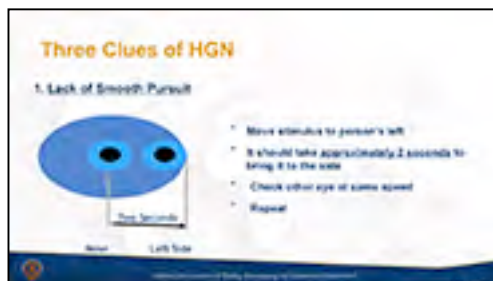 Three Clues of HGN
1. Lack of Smooth Pursuit
Move stimulus to person's left
It should take approximately 2 seconds to
bring it to the side
Check other eye at same speed
Repeat
Two Seconds
Left Side